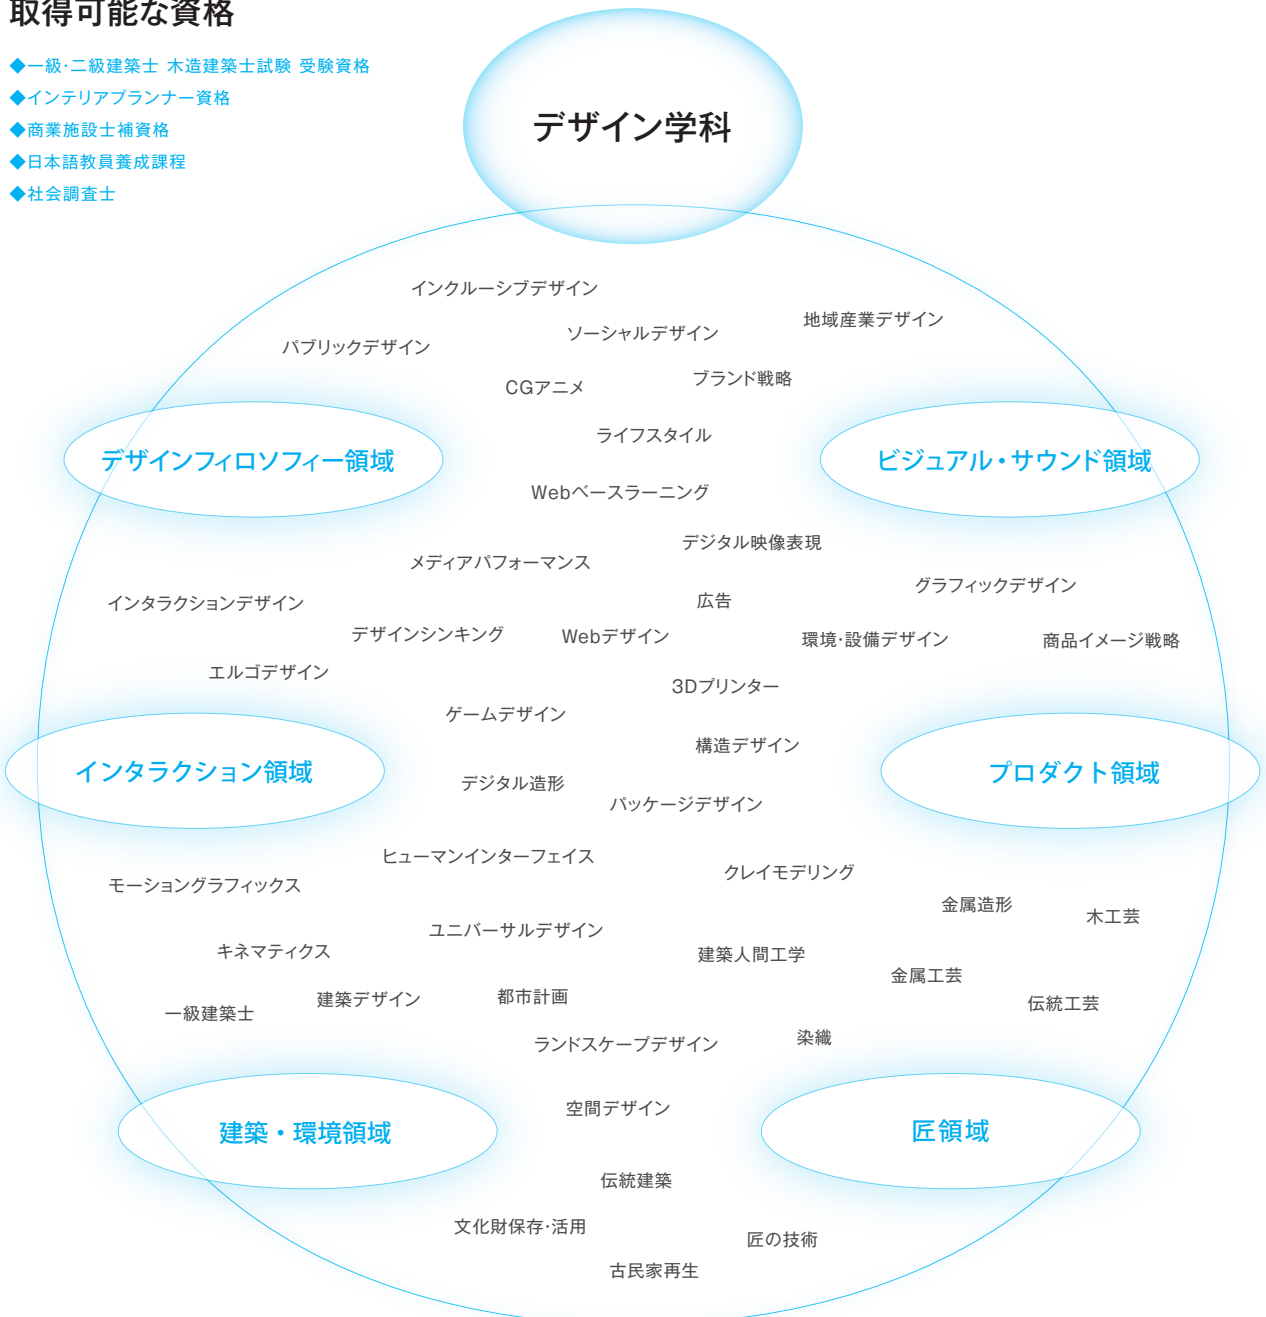 取得可能な資格
◆一級・二級建築士 木造建築士試験 受験資格
◆インテリアプランナー資格
◆商業施設士補資格
◆日本語教員養成課程
◆社会調査士
デザイン学科
インクルーシブデザイン
地域産業デザイン
ソーシャルデザイン
パブリックデザイン
ブランド戦略
CGアニメ
ライフスタイル
デザインフィロソフィー領域
ビジュアル・サウンド領域
Webベースラーニング
デジタル映像表現
メディアパフォーマンス
グラフィックデザイン
インタラクションデザイン
広告
デザインシンキング
Webデザイン
環境・設備デザイン
商品イメージ戦略
エルゴデザイン
3Dプリンター
ゲームデザイン
構造デザイン
インタラクション領域
プロダクト領域
デジタル造形
パッケージデザイン
ヒューマンインターフェイス
クレイモデリング
モーショングラフィックス
金属造形
木工芸
ユニバーサルデザイン
キネマティクス
建築人間工学
金属工芸
都市計画
建築デザイン
伝統工芸
一級建築士
染織
ランドスケープデザイン
空間デザイン
建築・環境領域
匠領域
伝統建築
文化財保存・活用
匠の技術
古民家再生